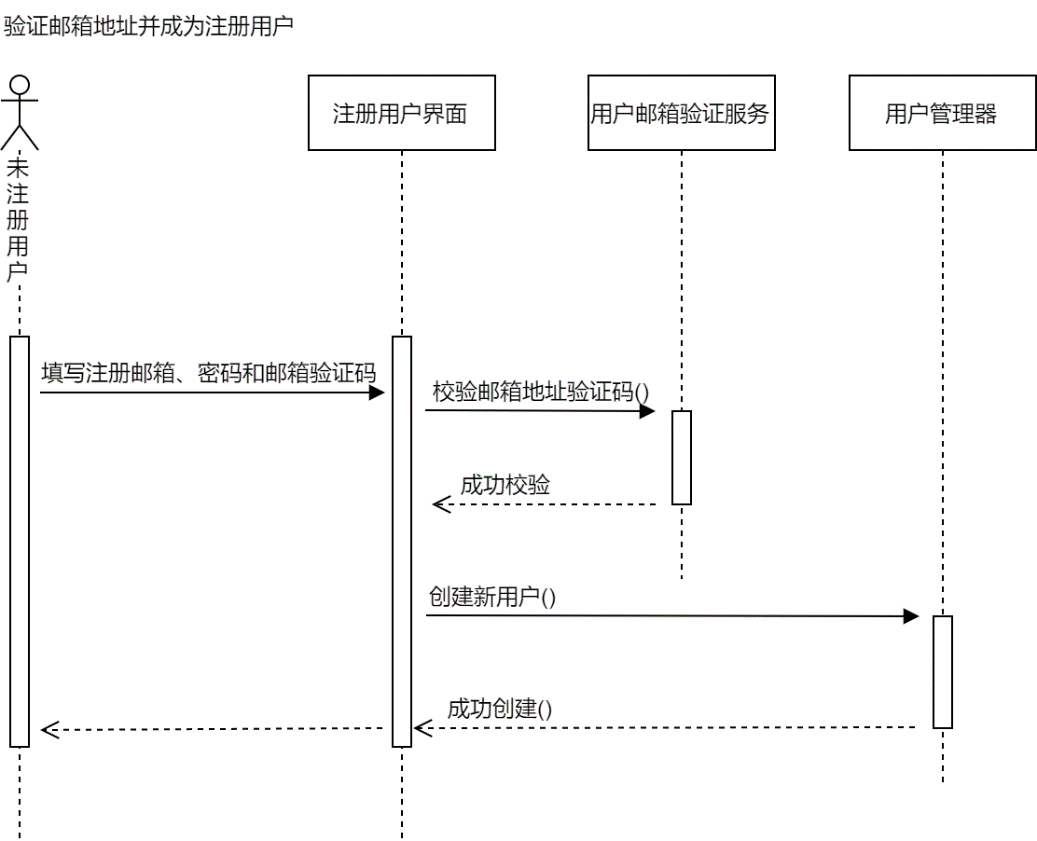 验证邮箱地址并成为注册用户
注册用户界面
用户邮箱验证服务
用户管理器
未注册用户
填写注册邮箱、密码和邮箱验证码
校验邮箱地址验证码()
成功校验
创建新用户()
成功创建()